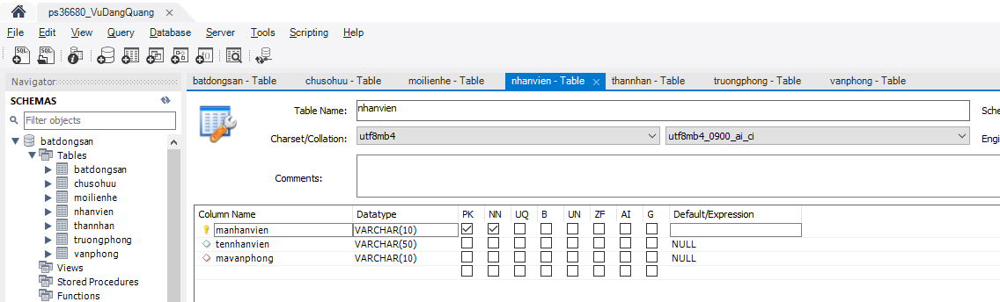 ps36680_VuDangQuang
File Edit View Query Database Server Tools Scripting Help
Navigator
SCHEMAS
Filter objects
batdongsan
Tables
batdongsan
chusohuu
moilienhe
nhanvien
thannhan
truongphong
vanphong
Views
Stored Procedures
Functions
batdongsan - Table chusohuu - Table moilienhe - Table nhanvien - Table thannhan - Table truongphong - Table vanphong - Table
Table Name: nhanvien Sche
Charset/Collation: utf8mb4 utf8mb4_0900_ai_ci Engi
Comments:
Column Name Datatype PK NN UQ B UN ZF AI G Default/Expression
manhanvien VARCHAR(10)
tennhanvien VARCHAR(50) NULL
mavanphong VARCHAR(10) NULL